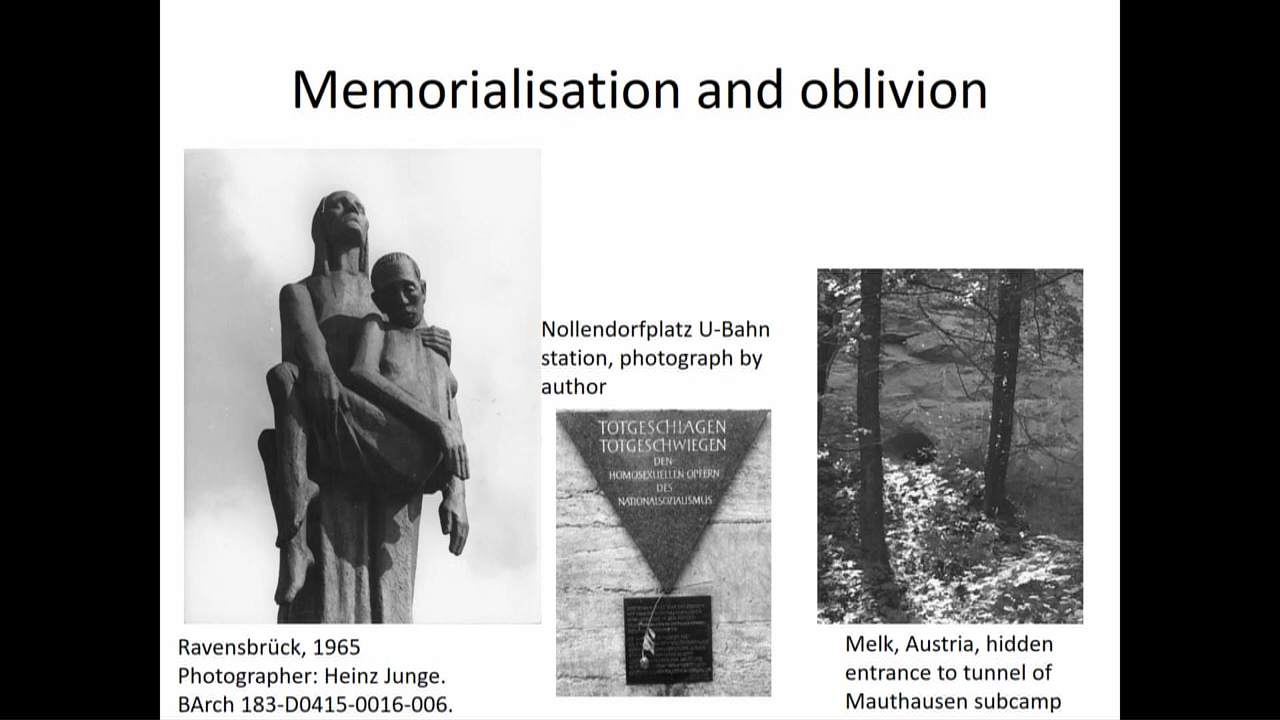 Memorialisation and oblivion
Nollendorfplatz U-Bahn
station, photograph by
author
TOTGESCHLAGEN
TOTGESCHWIEGEN
DEN
HOMOSEXUELLEN OPFERN
DES
NATIONALSOZIALISMUS
Ravensbrück, 1965
Photographer: Heinz Junge.
BArch 183-D0415-0016-006.
Melk, Austria, hidden
entrance to tunnel of
Mauthausen subcamp